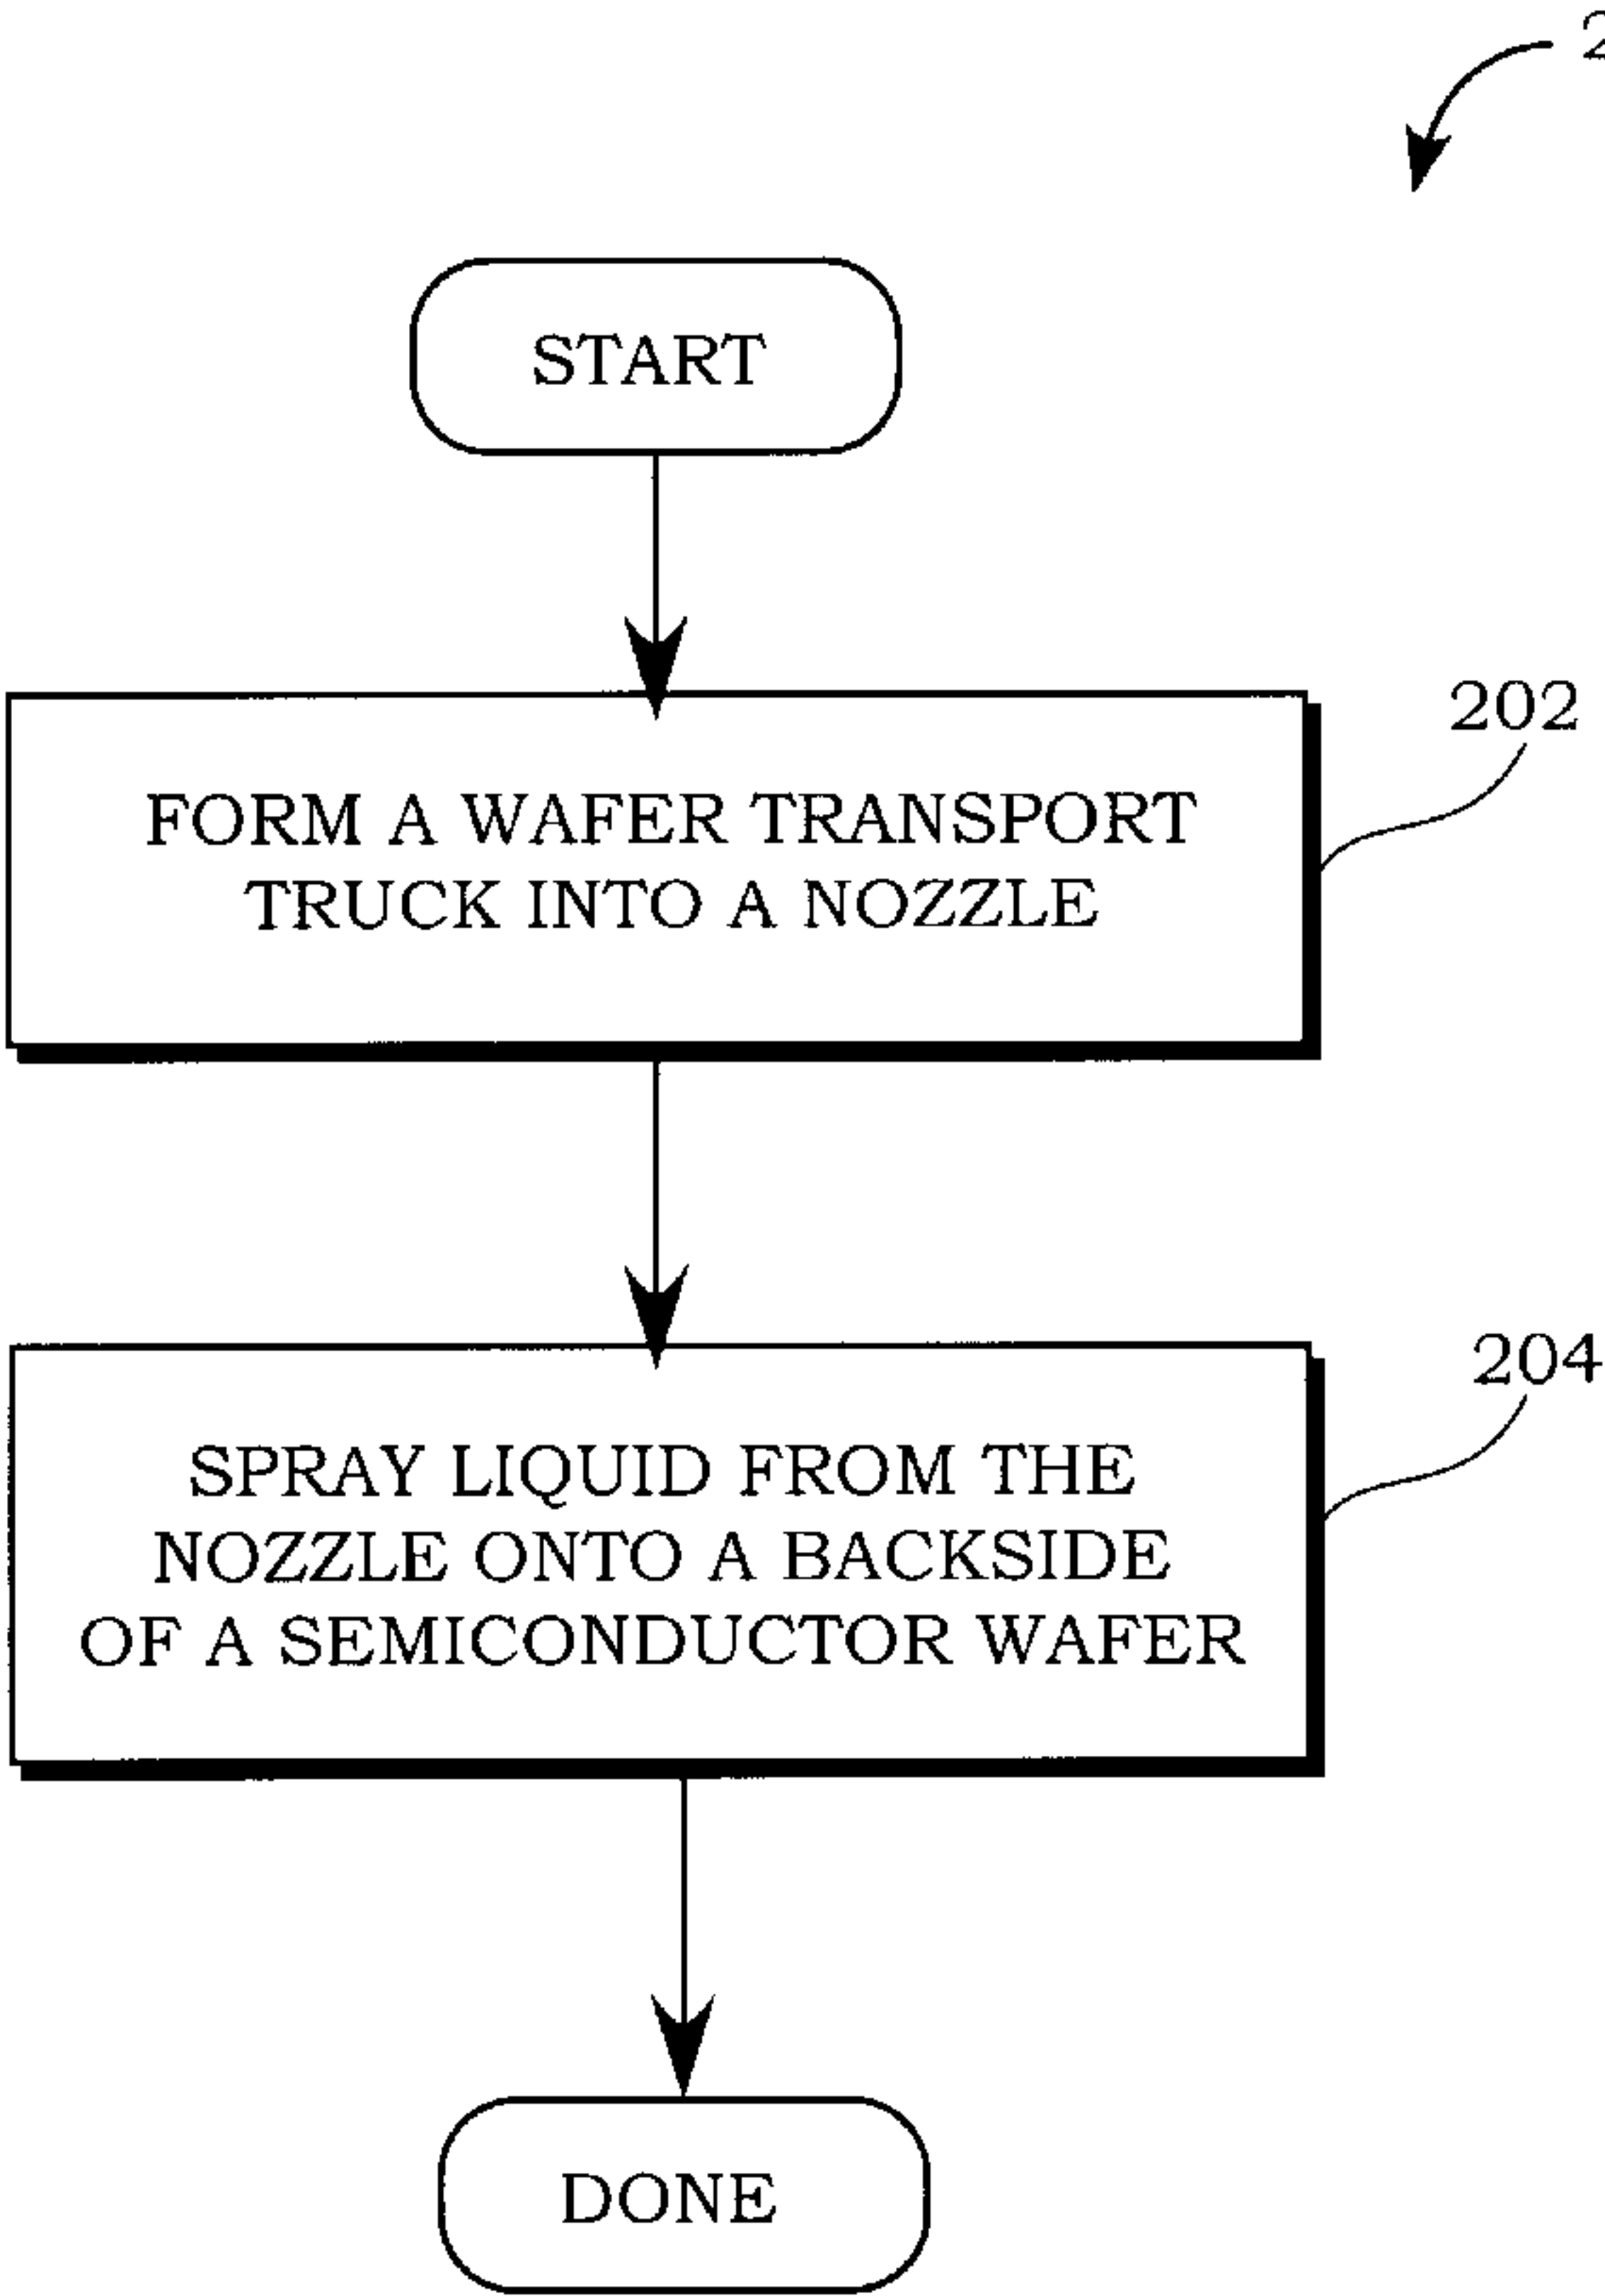 START
FORM A WAFER TRANSPORT
TRUCK INTO A NOZZLE
202
SPRAY LIQUID FROM THE
NOZZLE ONTO A BACKSIDE
OF A SEMICONDUCTOR WAFER
204
DONE